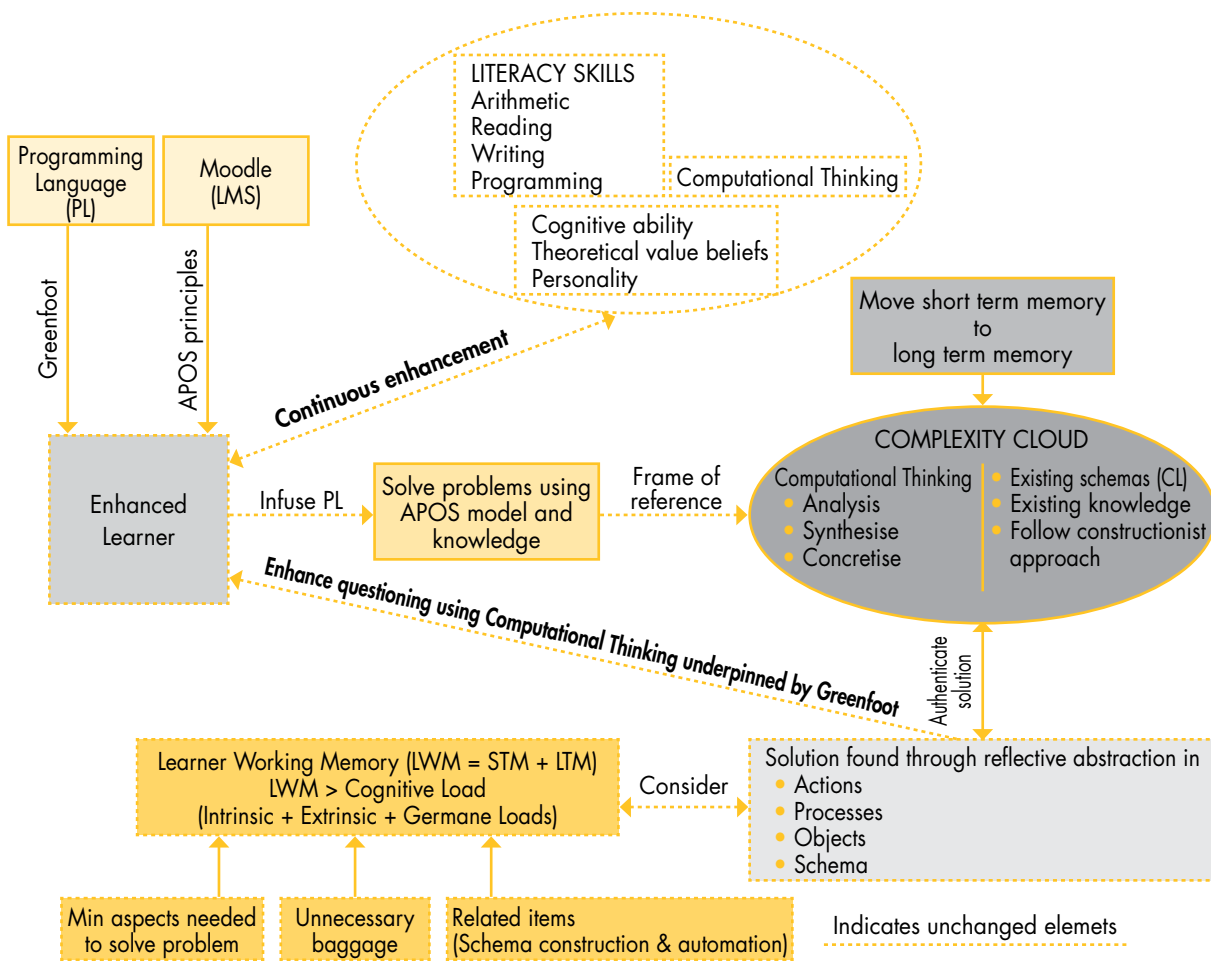 LITERACY SKILLS
Arithmetic
Reading
Writing
Programming
Computational Thinking
Cognitive ability
Theoretical value beliefs
Personality
Programming
Language
(PL)
Moodle
(LMS)
Greenfoot
APOS principles
Continuous enhancement
Move short term memory
to
long term memory
Enhanced
Learner
Infuse PL
Solve problems using
APOS model and
knowledge
Frame of
reference
COMPLEXITY CLOUD
Computational Thinking
• Analysis
• Synthesise
• Concretise
• Existing schemas (CL)
• Existing knowledge
• Follow constructionist
approach
Enhance questioning using Computational Thinking underpinned by Greenfoot
Authenticate
solution
Learner Working Memory (LWM = STM + LTM)
LWM > Cognitive Load
(Intrinsic + Extrinsic + Germane Loads)
Consider
Solution found through reflective abstraction in
• Actions
• Processes
• Objects
• Schema
Min aspects needed
to solve problem
Unnecessary
baggage
Related items
(Schema construction & automation)
Indicates unchanged elemets